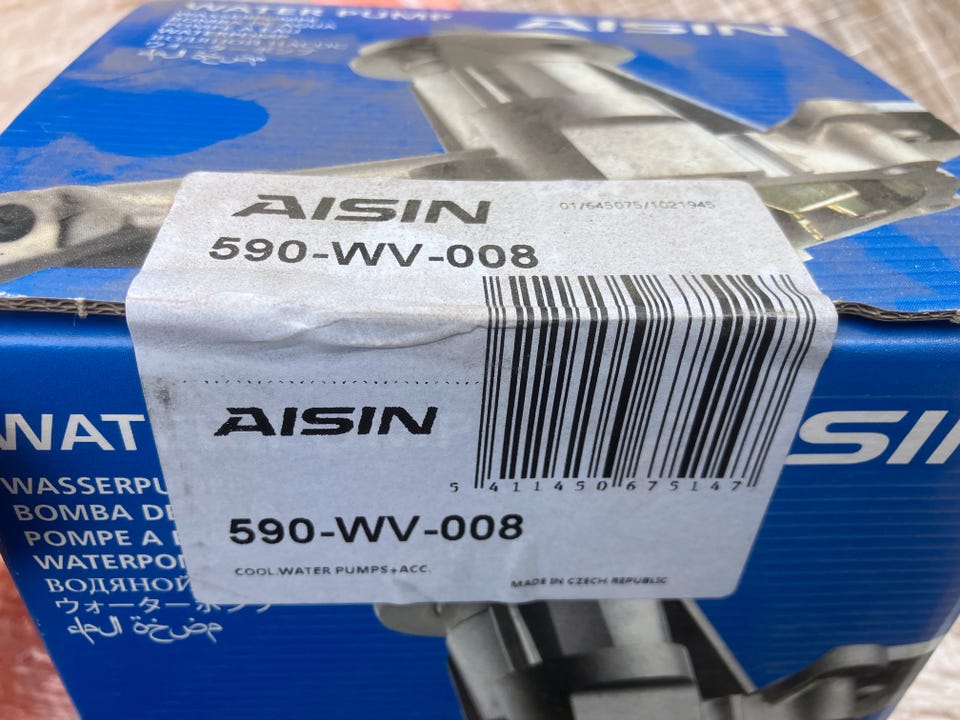 WATER PUMP
AISIN
AISIN
01/645075/1021945
590-WV-008
AISIN
5 411450 675147
590-WV-008
COOL.WATER PUMPS+ACC.
MADE IN CZECH REPUBLIC
WAT
SIN
WASSERPU
BOMBA DE
POMPE A
WATERPO
ВОДЯНОЙ
ウォーターポンプ
مضخة الماء